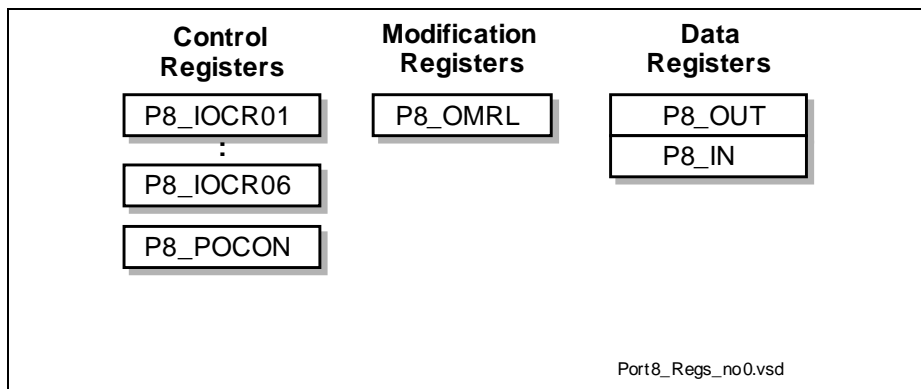 Control
Registers
P8_IOCR01
:
P8_IOCR06
P8_POCON
Modification
Registers
P8_OMRL
Data
Registers
P8_OUT
P8_IN
Port8_Regs_no0.vsd